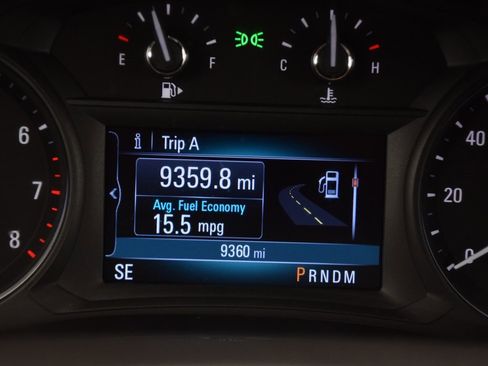 E F C H
6
7
8
i Trip A
9359.8 mi
Avg. Fuel Economy
15.5 mpg
9360 mi
SE PRNDM
40
20
0